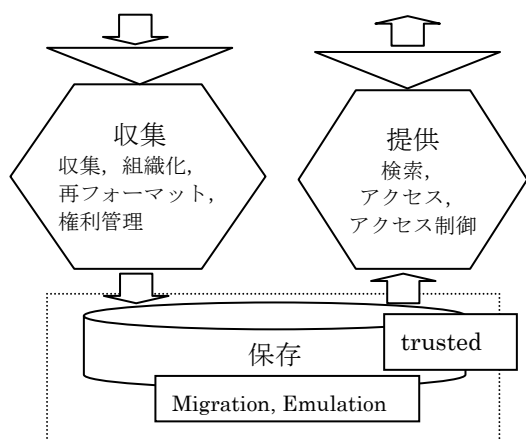 収集
収集，組織化，
再フォーマット，
権利管理
提供
検索，
アクセス，
アクセス制御
保存
trusted
Migration, Emulation